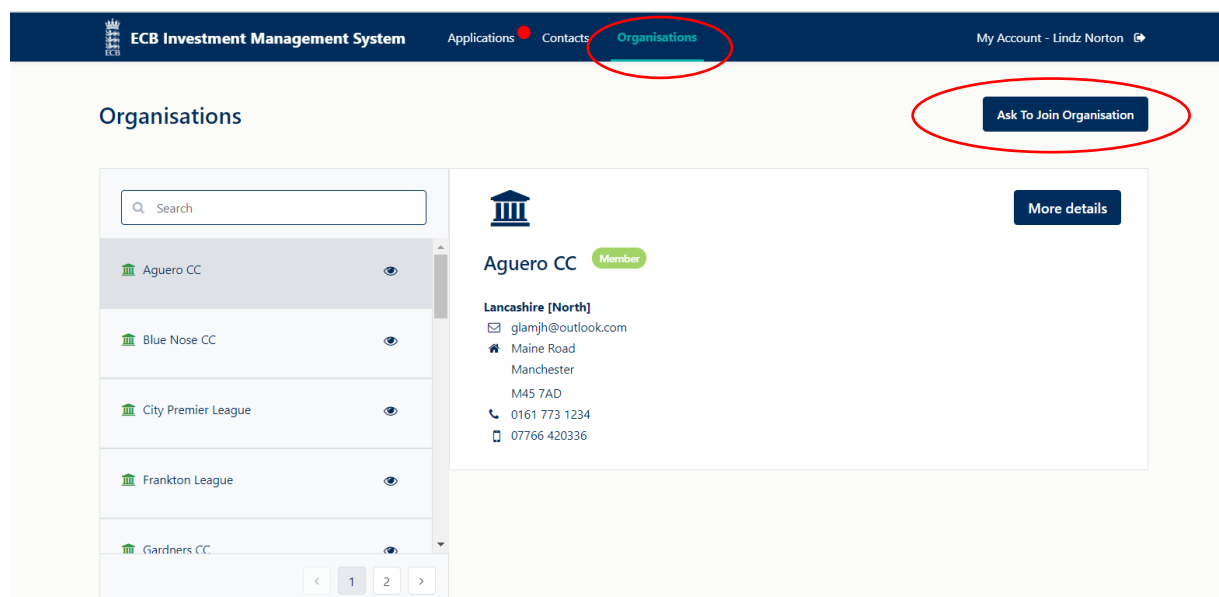 ECB
ECB Investment Management System
Applications
Contacts
Organisations
My Account - Lindz Norton
Organisations
Ask To Join Organisation
Search
Aguero CC
Blue Nose CC
City Premier League
Frankton League
Gardners CC
1 2
More details
Aguero CC Member
Lancashire [North]
glamjh@outlook.com
Maine Road
Manchester
M45 7AD
0161 773 1234
07766 420336